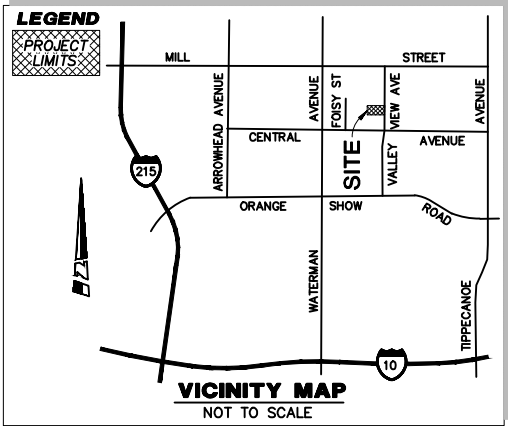 LEGEND
PROJECT
LIMITS
MILL STREET
ARROWHEAD AVENUE
WATERMAN AVENUE
FOISY ST
VALLEY VIEW AVE
TIPPECANOE AVENUE
CENTRAL AVENUE
SITE
215
ORANGE SHOW ROAD
N
10
VICINITY MAP
NOT TO SCALE